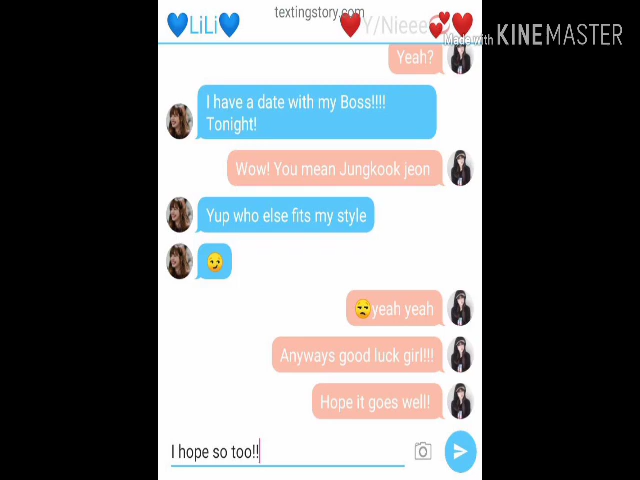 textingstory.com
💙LiLi💙
Y/Nieee
Made with KINEMASTER
Yeah?
I have a date with my Boss!!!!
Tonight!
Wow! You mean Jungkook jeon
Yup who else fits my style
😏
😒yeah yeah
Anyways good luck girl!!!
Hope it goes well!
I hope so too!!